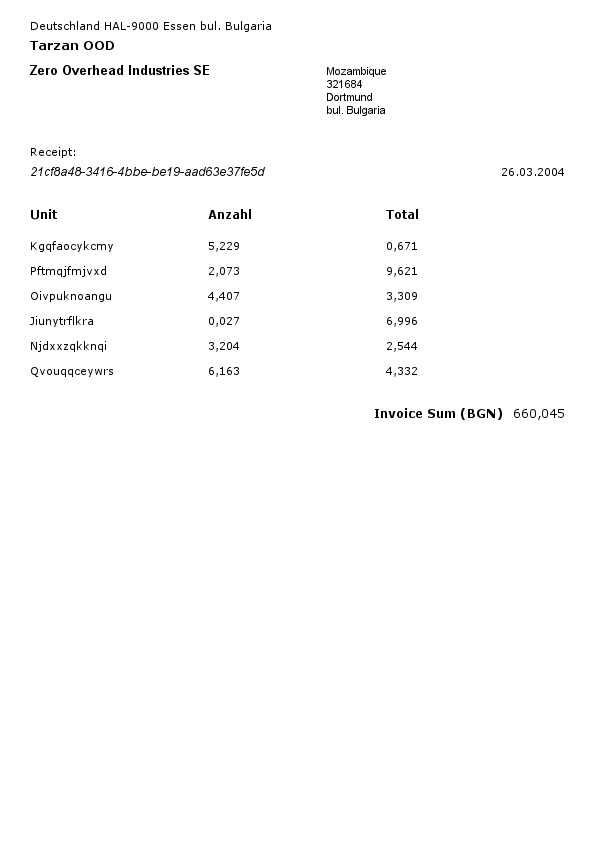 Deutschland HAL-9000 Essen bul. Bulgaria
Tarzan OOD
Zero Overhead Industries SE
Mozambique
321684
Dortmund
bul. Bulgaria
Receipt:
21cf8a48-3416-4bbe-be19-aad63e37fe5d 26.03.2004
Unit Anzahl Total
Kgqfaocykcmy 5,229 0,671
Pftmqjfmjvxd 2,073 9,621
Oivpuknoangu 4,407 3,309
Jiunytrflkra 0,027 6,996
Njdxxzqkknqi 3,204 2,544
Qvouqqceywrs 6,163 4,332
Invoice Sum (BGN) 660,045